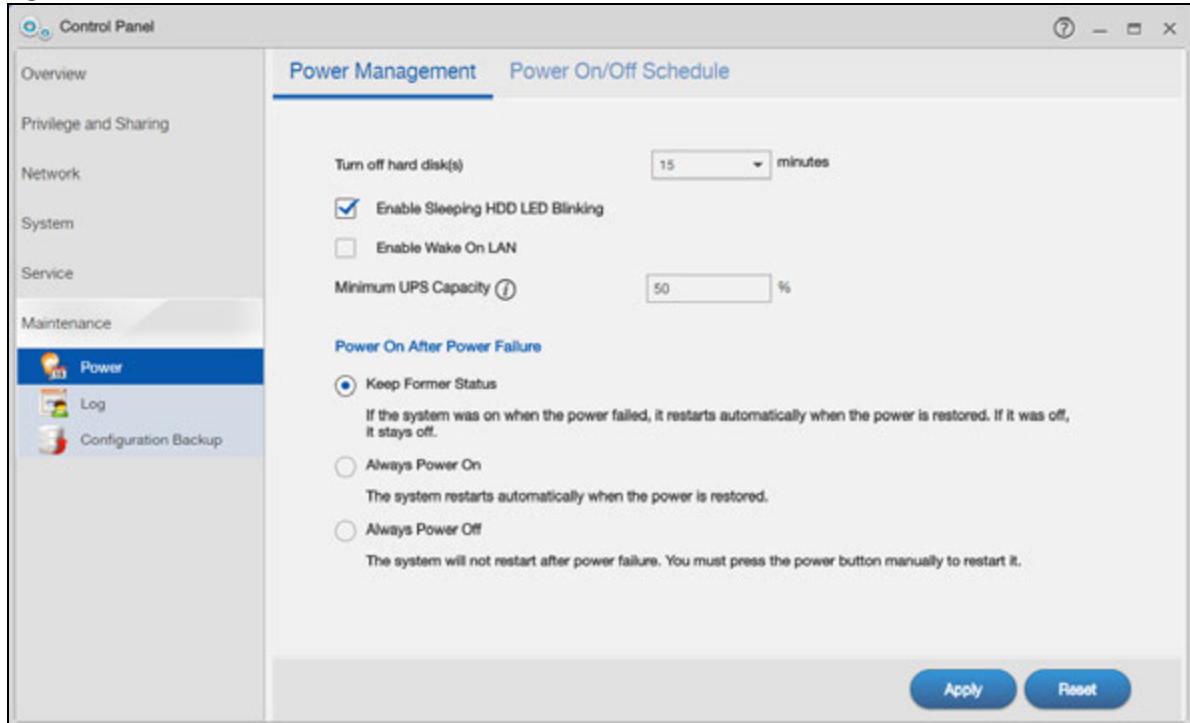 Control Panel
Overview
Privilege and Sharing
Network
System
Service
Maintenance
Power
Log
Configuration Backup
Power Management
Power On/Off Schedule
Turn off hard disk(s) 15 minutes
Enable Sleeping HDD LED Blinking
Enable Wake On LAN
Minimum UPS Capacity i 50 %
Power On After Power Failure
Keep Former Status
If the system was on when the power failed, it restarts automatically when the power is restored. If it was off,
it stays off.
Always Power On
The system restarts automatically when the power is restored.
Always Power Off
The system will not restart after power failure. You must press the power button manually to restart it.
Apply
Reset